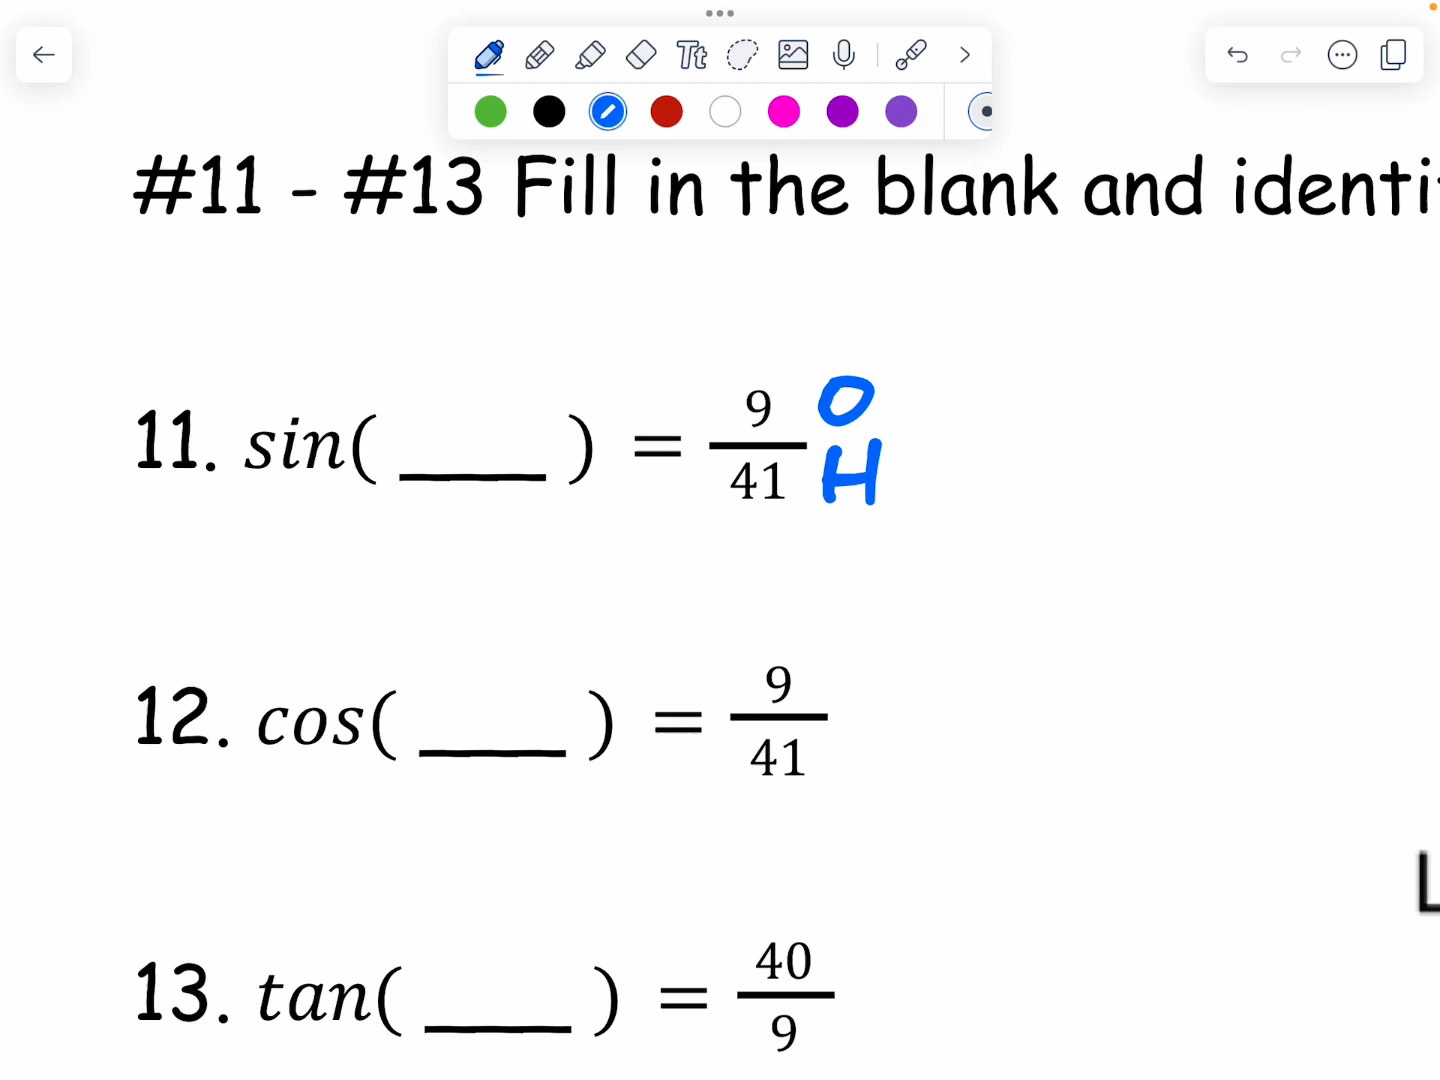 Tt
#11 - #13 Fill in the blank and identi
11. sin( ____ ) = 9/41 O H
12. cos( ____ ) = 9/41
13. tan( ____ ) = 40/9
L